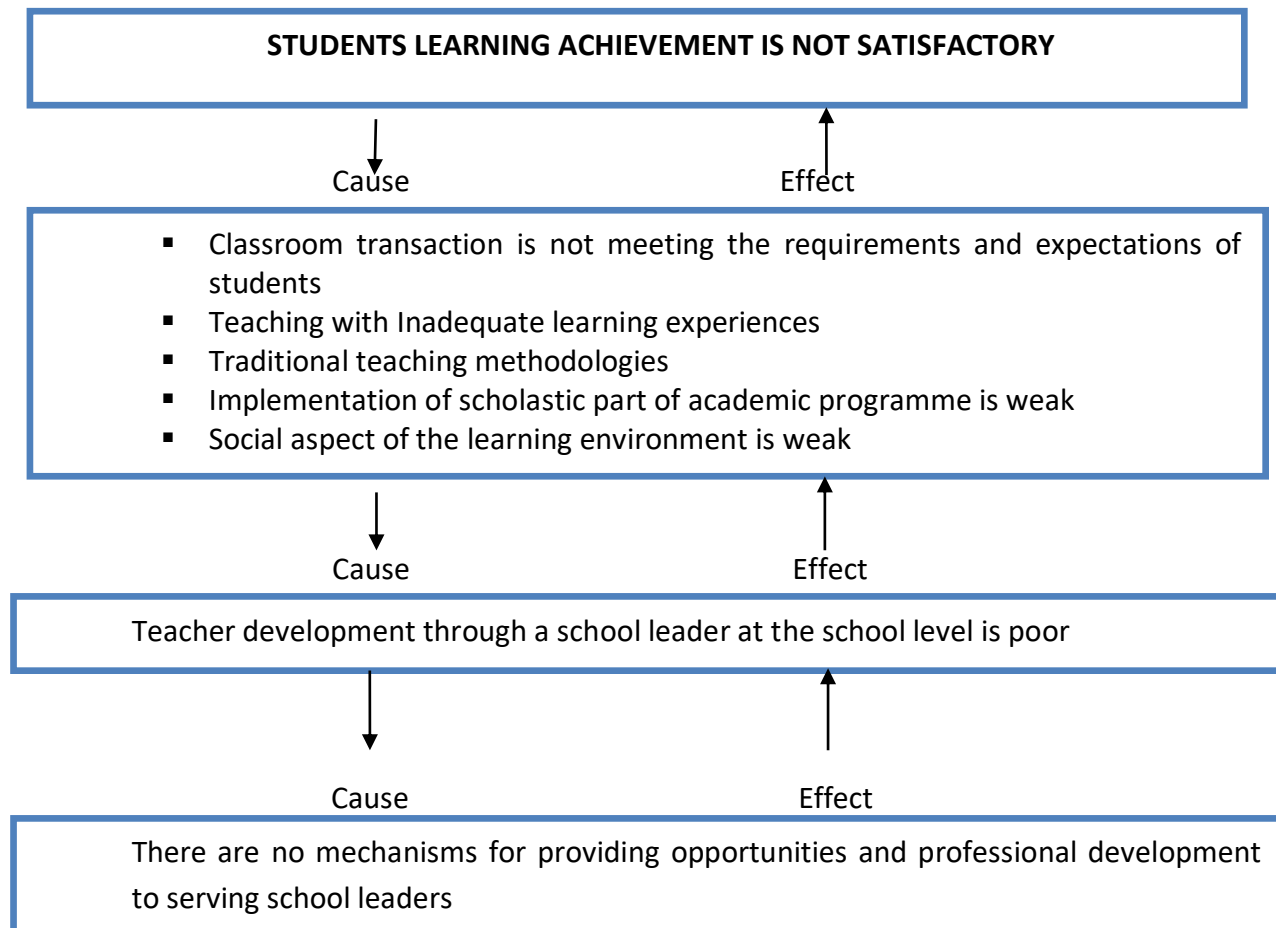 STUDENTS LEARNING ACHIEVEMENT IS NOT SATISFACTORY
Cause Effect
▪ Classroom transaction is not meeting the requirements and expectations of
students
▪ Teaching with Inadequate learning experiences
▪ Traditional teaching methodologies
▪ Implementation of scholastic part of academic programme is weak
▪ Social aspect of the learning environment is weak
Cause Effect
Teacher development through a school leader at the school level is poor
Cause Effect
There are no mechanisms for providing opportunities and professional development
to serving school leaders